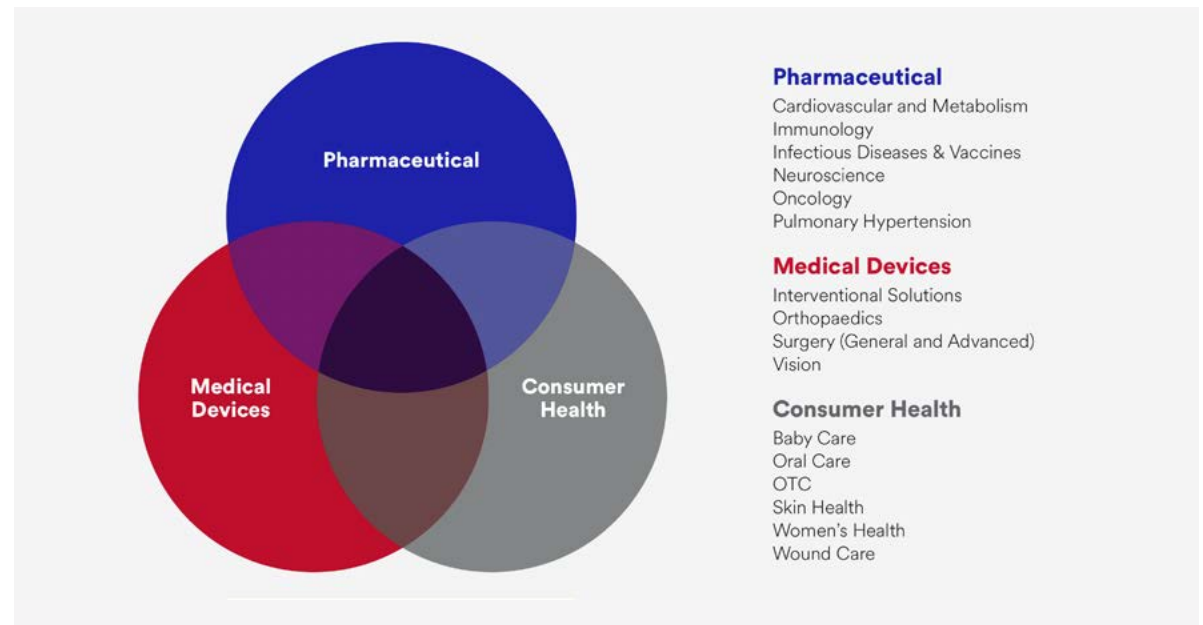 Pharmaceutical
Medical
Devices
Consumer
Health
Pharmaceutical
Cardiovascular and Metabolism
Immunology
Infectious Diseases & Vaccines
Neuroscience
Oncology
Pulmonary Hypertension
Medical Devices
Interventional Solutions
Orthopaedics
Surgery (General and Advanced)
Vision
Consumer Health
Baby Care
Oral Care
OTC
Skin Health
Women’s Health
Wound Care